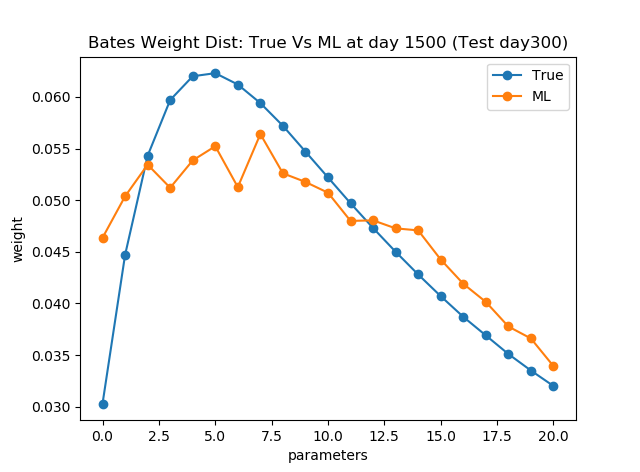 Bates Weight Dist: True Vs ML at day 1500 (Test day300)
True
ML
0.060
0.055
0.050
0.045
0.040
0.035
0.030
weight
0.0 2.5 5.0 7.5 10.0 12.5 15.0 17.5 20.0
parameters